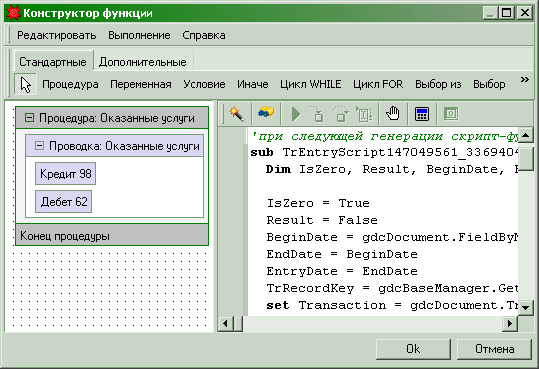 Конструктор функции
Редактировать Выполнение Справка
Стандартные Дополнительные
Процедура Переменная Условие Иначе Цикл WHILE Цикл FOR Выбор из Выбор »
Процедура: Оказанные услуги
Проводка: Оказанные услуги
Кредит 98
Дебет 62
Конец процедуры
'при следующей генерации скрипт-фу
sub TrEntryScript147049561_3369404
Dim IsZero, Result, BeginDate,
IsZero = True
Result = False
BeginDate = gdcDocument.FieldByN
EndDate = BeginDate
EntryDate = EndDate
TrRecordKey = gdcBaseManager.Get
set Transaction = gdcDocument.Tr
Ok Отмена